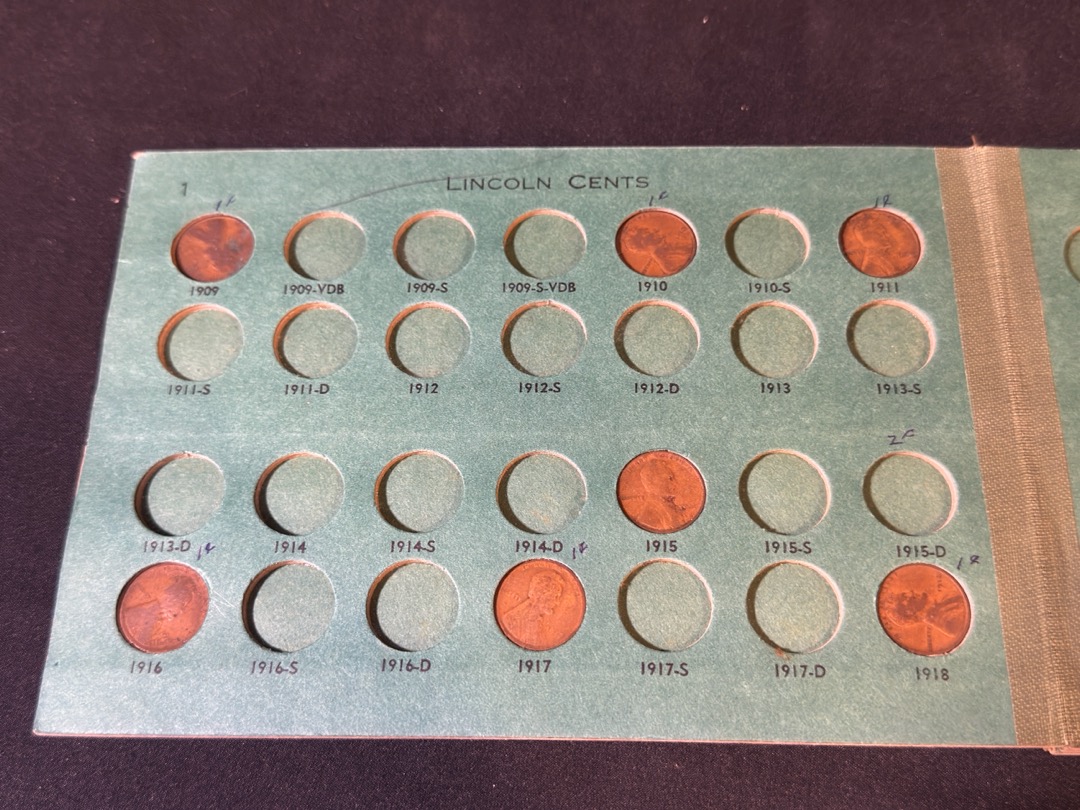 1
LINCOLN CENTS
1¢ 1¢ 1¢
1909 1909-VDB 1909-S 1909-S-VDB 1910 1910-S 1911
1911-S 1911-D 1912 1912-S 1912-D 1913 1913-S
2¢
1913-D 1914 1914-S 1914-D 1915 1915-S 1915-D
1¢ 1¢ 1¢
1916 1916-S 1916-D 1917 1917-S 1917-D 1918